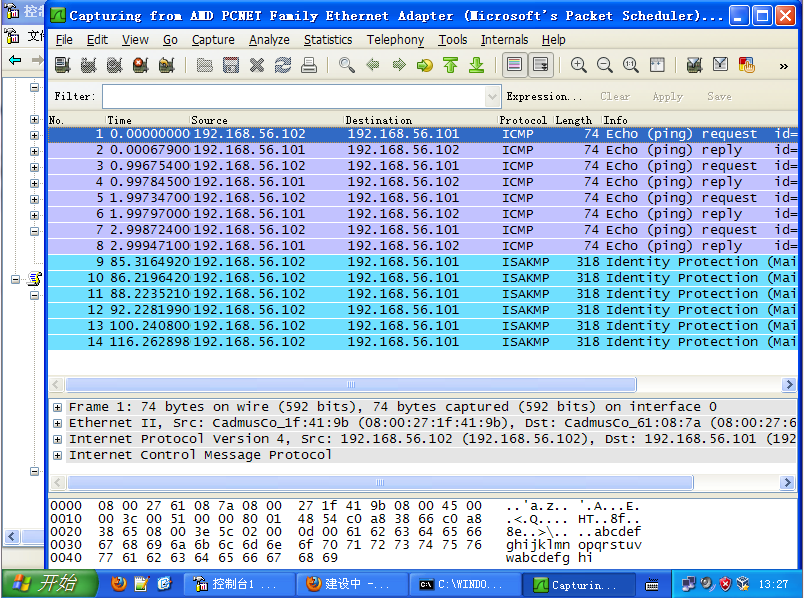 控制
Capturing from AMD PCNET Family Ethernet Adapter (Microsoft's Packet Scheduler)...
文件
File Edit View Go Capture Analyze Statistics Telephony Tools Internals Help
Filter: Expression... Clear Apply Save
No. Time Source Destination Protocol Length Info
1 0.00000000 192.168.56.102 192.168.56.101 ICMP 74 Echo (ping) request id=
2 0.00067900 192.168.56.101 192.168.56.102 ICMP 74 Echo (ping) reply id=
3 0.99675400 192.168.56.102 192.168.56.101 ICMP 74 Echo (ping) request id=
4 0.99784500 192.168.56.101 192.168.56.102 ICMP 74 Echo (ping) reply id=
5 1.99734700 192.168.56.102 192.168.56.101 ICMP 74 Echo (ping) request id=
6 1.99797000 192.168.56.101 192.168.56.102 ICMP 74 Echo (ping) reply id=
7 2.99872400 192.168.56.102 192.168.56.101 ICMP 74 Echo (ping) request id=
8 2.99947100 192.168.56.101 192.168.56.102 ICMP 74 Echo (ping) reply id=
9 85.3164920 192.168.56.102 192.168.56.101 ISAKMP 318 Identity Protection (Mai
10 86.2196420 192.168.56.102 192.168.56.101 ISAKMP 318 Identity Protection (Mai
11 88.2235210 192.168.56.102 192.168.56.101 ISAKMP 318 Identity Protection (Mai
12 92.2281990 192.168.56.102 192.168.56.101 ISAKMP 318 Identity Protection (Mai
13 100.240800 192.168.56.102 192.168.56.101 ISAKMP 318 Identity Protection (Mai
14 116.262898 192.168.56.102 192.168.56.101 ISAKMP 318 Identity Protection (Mai
Frame 1: 74 bytes on wire (592 bits), 74 bytes captured (592 bits) on interface 0
Ethernet II, Src: CadmusCo_1f:41:9b (08:00:27:1f:41:9b), Dst: CadmusCo_61:08:7a (08:00:27:6
Internet Protocol Version 4, Src: 192.168.56.102 (192.168.56.102), Dst: 192.168.56.101 (192
Internet Control Message Protocol
0000 08 00 27 61 08 7a 08 00 27 1f 41 9b 08 00 45 00 ..'a.z.. '.A...E.
0010 00 3c 00 51 00 00 80 01 48 54 c0 a8 38 66 c0 a8 .<.Q.... HT..8f..
0020 38 65 08 00 3e 5c 02 00 0d 00 61 62 63 64 65 66 8e..>\.. ..abcdef
0030 67 68 69 6a 6b 6c 6d 6e 6f 70 71 72 73 74 75 76 ghijklmn opqrstuv
0040 77 61 62 63 64 65 66 67 68 69 wabcdefg hi
开始 控制台1 ... 建设中 -... C:\WINDO... Capturin... 13:27